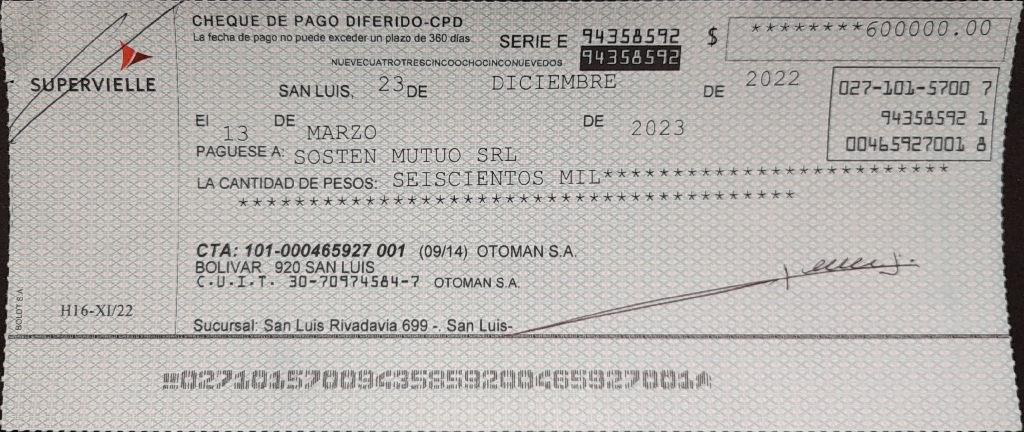 CHEQUE DE PAGO DIFERIDO-CPD
La fecha de pago no puede exceder un plazo de 360 días
SERIE E 94358592 $ ********600000.00
94358592
NUEVECUATROTRESCINCOOCHOCINCONUEVEDOS
SUPERVIELLE
SAN LUIS, 23 DE DICIEMBRE DE 2022
027-101-5700 7
94358592 1
00465927001 8
El 13 DE MARZO DE 2023
PAGUESE A: SOSTEN MUTUO SRL
LA CANTIDAD DE PESOS: SEISCIENTOS MIL************************
***************************************
CTA: 101-000465927 001 (09/14) OTOMAN S.A.
BOLIVAR 920 SAN LUIS
C.U.I.T. 30-70974584-7 OTOMAN S.A.
BOLDT S.A.
H16-XI/22
Sucursal: San Luis Rivadavia 699 -. San Luis-
02710157009435859200465927001